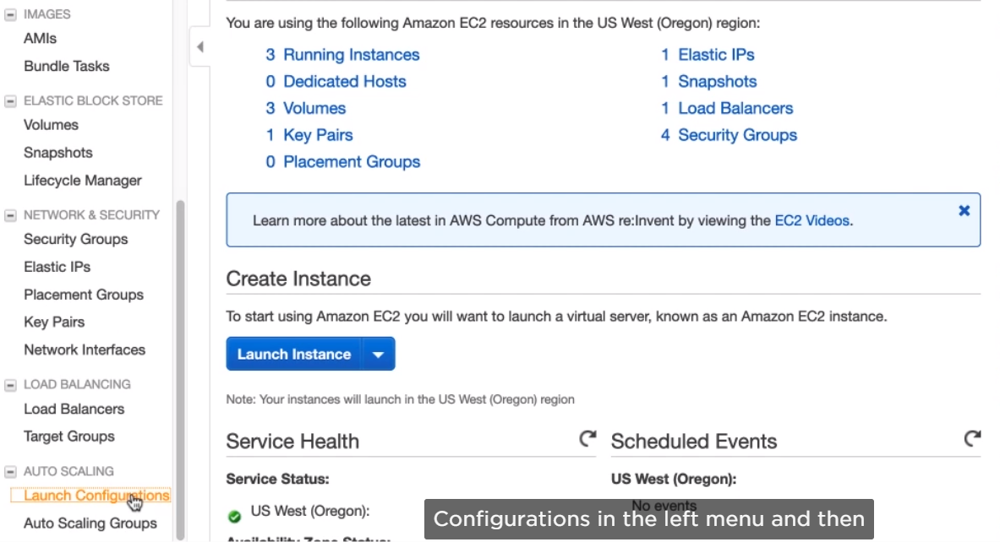 IMAGES
AMIs
Bundle Tasks
ELASTIC BLOCK STORE
Volumes
Snapshots
Lifecycle Manager
NETWORK & SECURITY
Security Groups
Elastic IPs
Placement Groups
Key Pairs
Network Interfaces
LOAD BALANCING
Load Balancers
Target Groups
AUTO SCALING
Launch Configurations
Auto Scaling Groups
You are using the following Amazon EC2 resources in the US West (Oregon) region:
3 Running Instances
0 Dedicated Hosts
3 Volumes
1 Key Pairs
0 Placement Groups
1 Elastic IPs
1 Snapshots
1 Load Balancers
4 Security Groups
Learn more about the latest in AWS Compute from AWS re:Invent by viewing the EC2 Videos.
Create Instance
To start using Amazon EC2 you will want to launch a virtual server, known as an Amazon EC2 instance.
Launch Instance
Note: Your instances will launch in the US West (Oregon) region
Service Health
Service Status:
US West (Oregon):
Availability Zone Status:
Scheduled Events
US West (Oregon):
No events
Configurations in the left menu and then